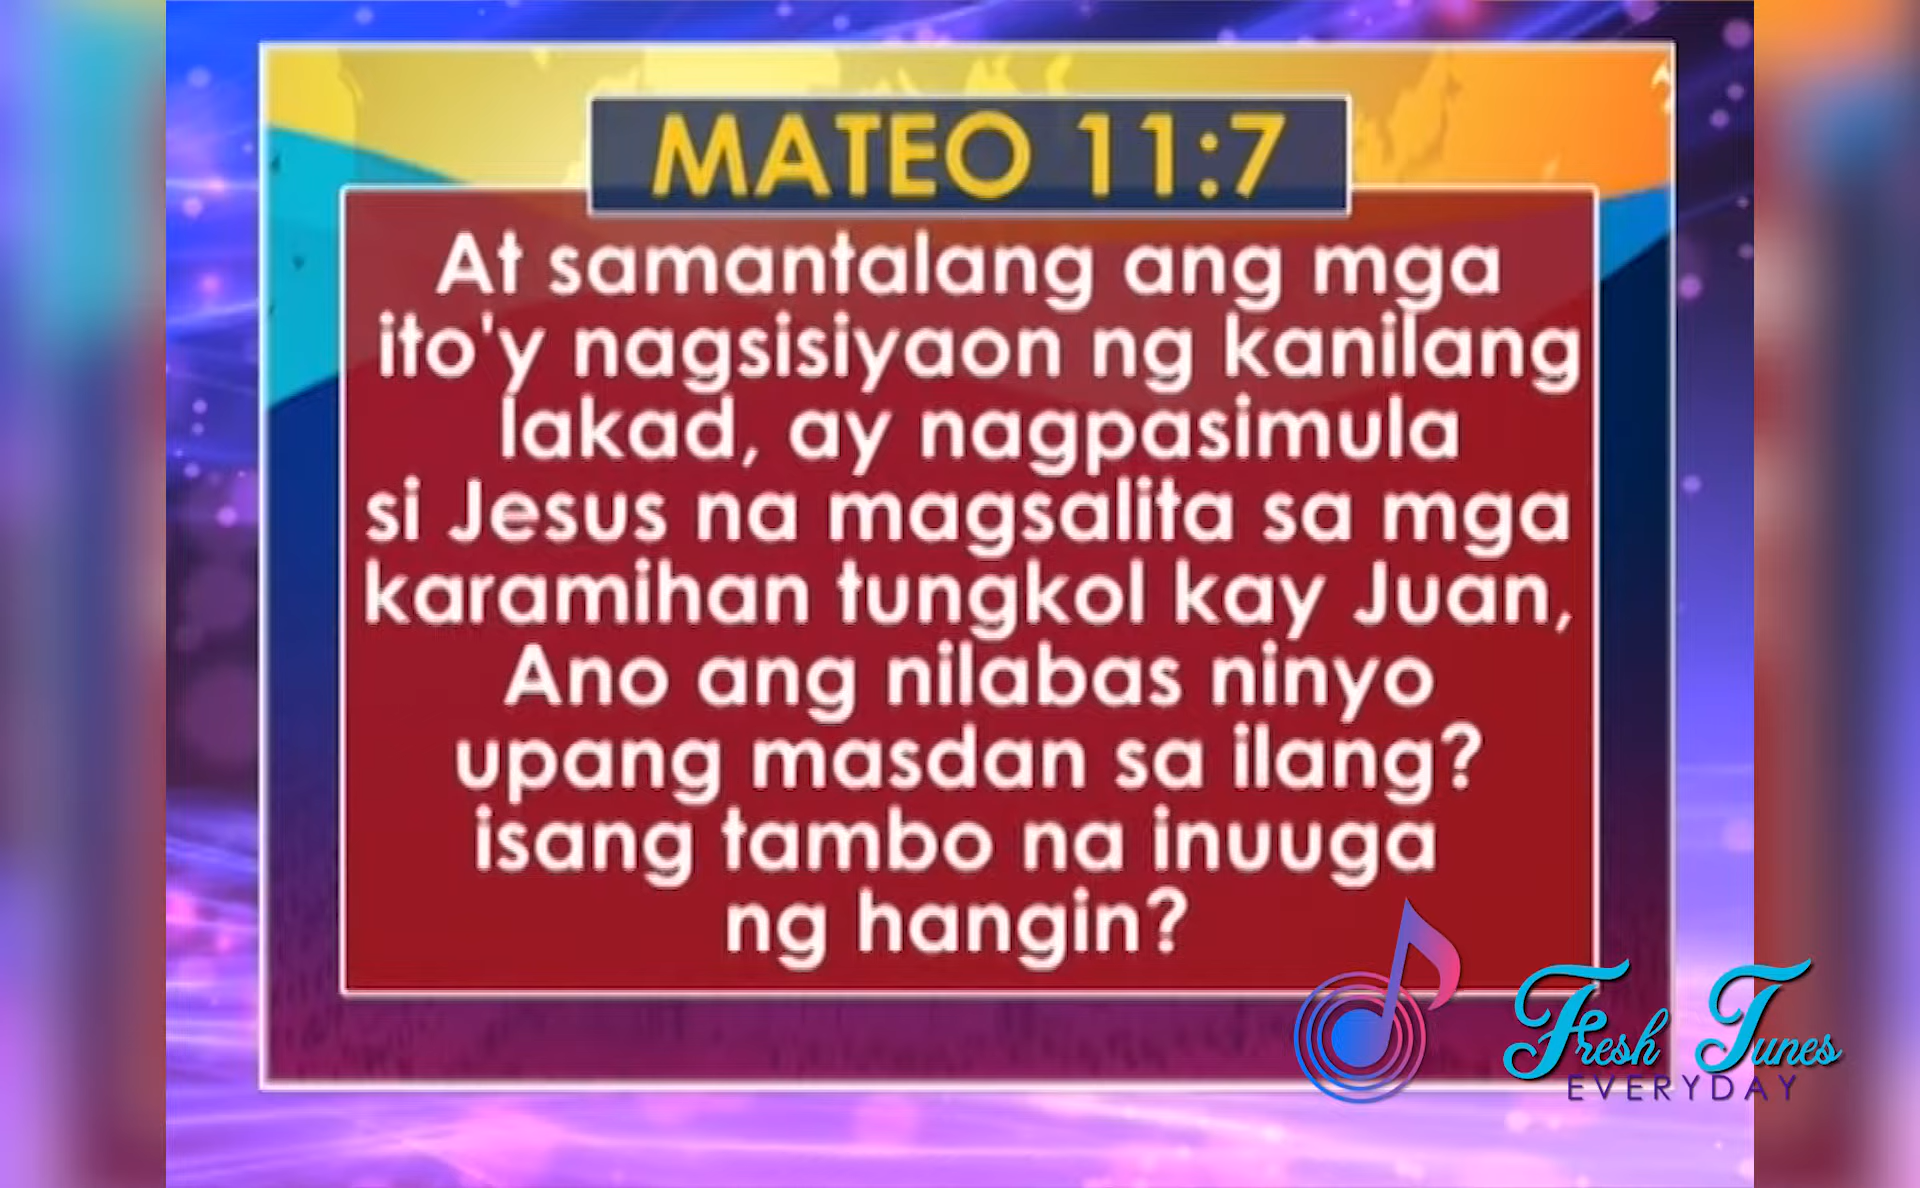 MATEO 11:7
At samantalang ang mga
ito'y nagsisiyaon ng kanilang
lakad, ay nagpasimula
si Jesus na magsalita sa mga
karamihan tungkol kay Juan,
Ano ang nilabas ninyo
upang masdan sa ilang?
isang tambo na inuuga
ng hangin?
Fresh Tunes
EVERYDAY